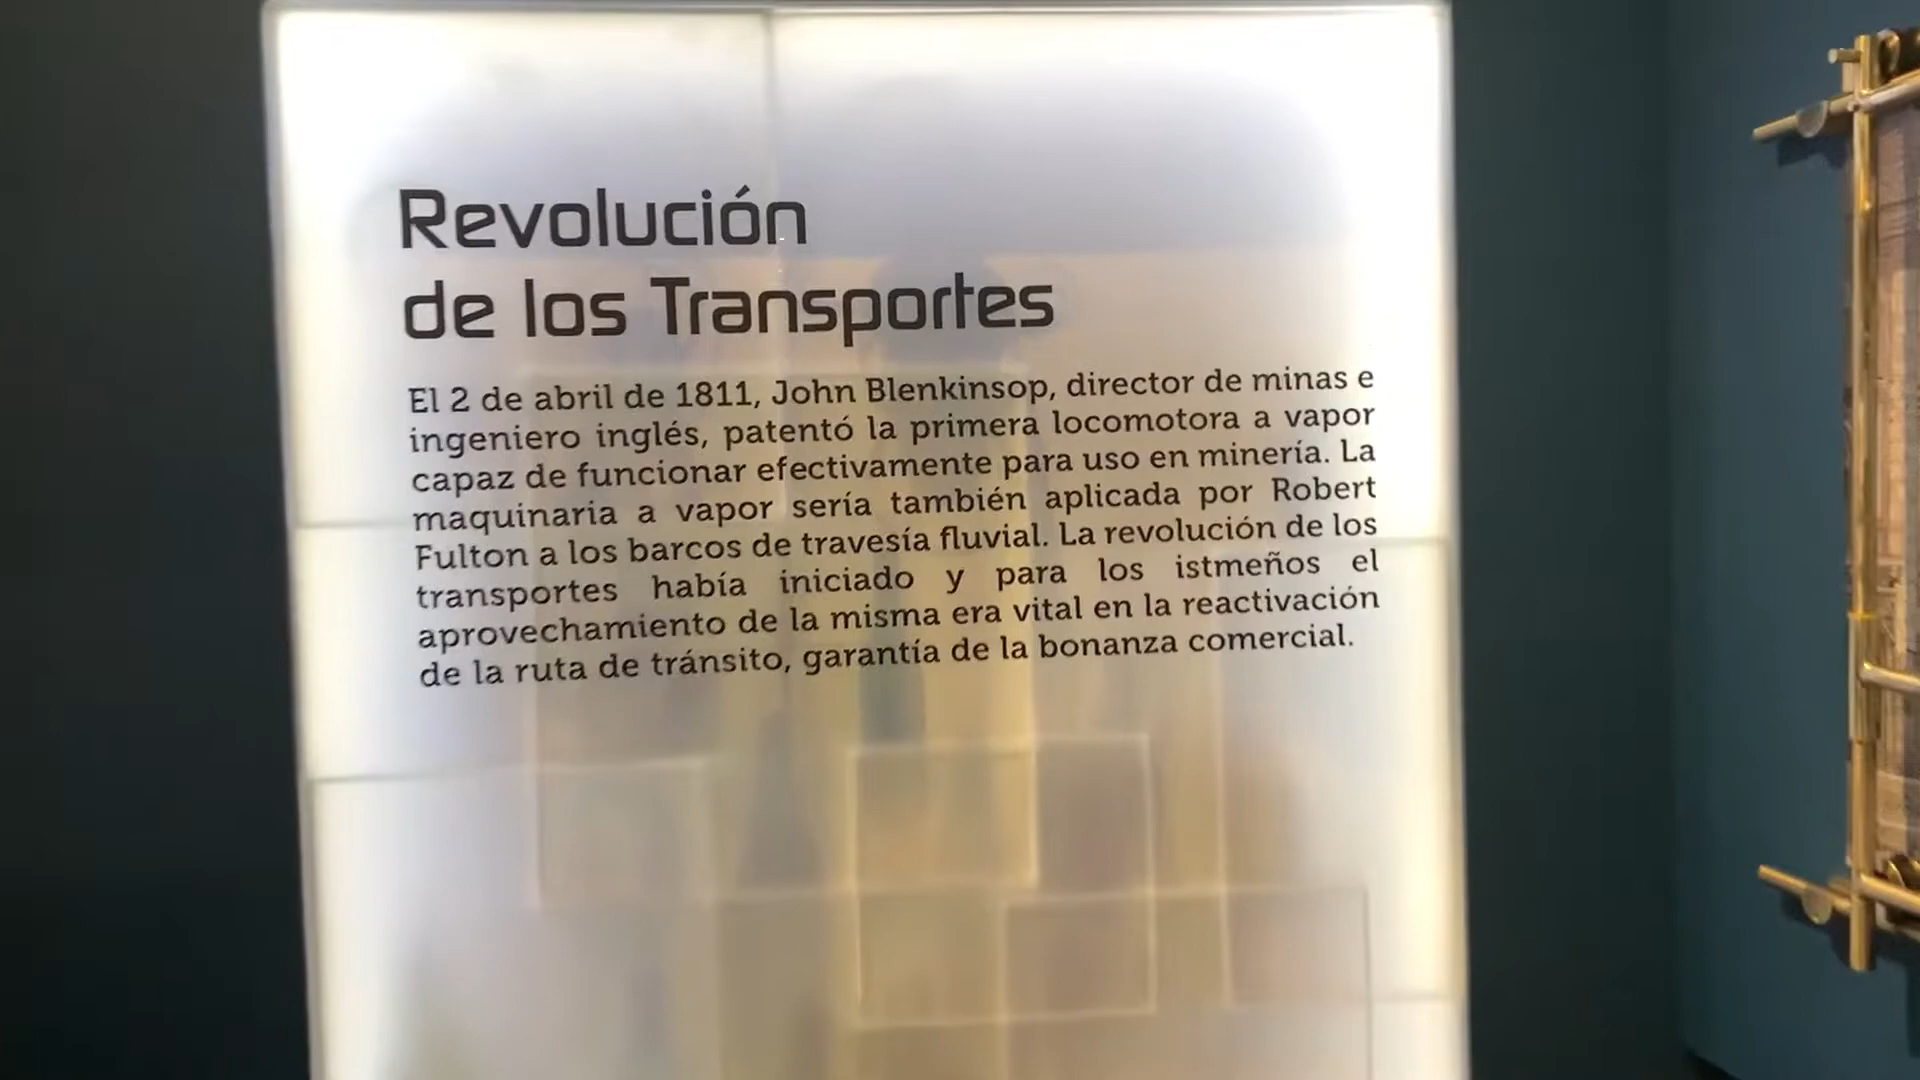 Revolución
de los Transportes
El 2 de abril de 1811, John Blenkinsop, director de minas e
ingeniero inglés, patentó la primera locomotora a vapor
capaz de funcionar efectivamente para uso en minería. La
maquinaria a vapor sería también aplicada por Robert
Fulton a los barcos de travesía fluvial. La revolución de los
transportes había iniciado y para los istmeños el
aprovechamiento de la misma era vital en la reactivación
de la ruta de tránsito, garantía de la bonanza comercial.